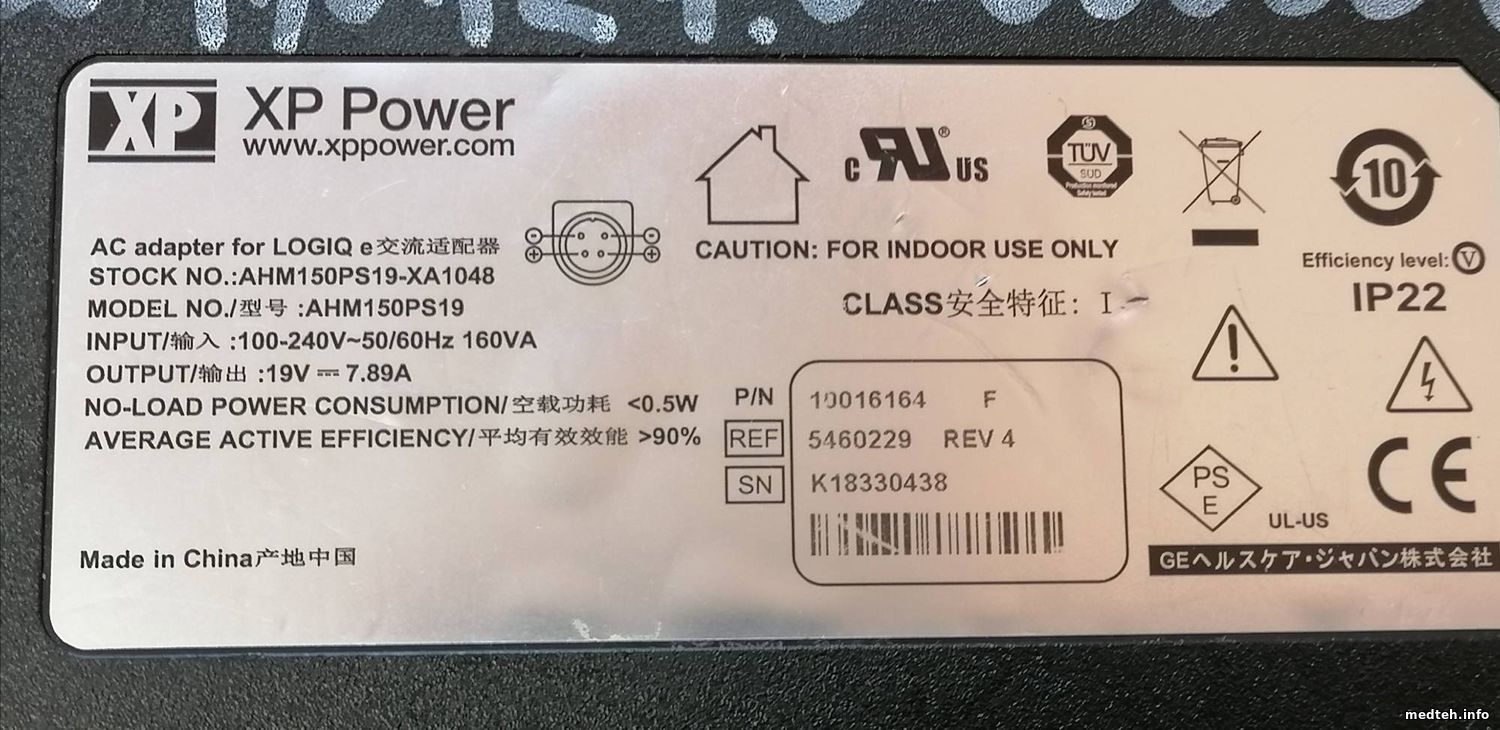 XP
XP Power
www.xppower.com
AC adapter for LOGIQ e交流适配器
STOCK NO.:AHM150PS19-XA1048
MODEL NO./型号 :AHM150PS19
INPUT/输入 :100-240V~50/60Hz 160VA
OUTPUT/输出 :19V ⎓ 7.89A
NO-LOAD POWER CONSUMPTION/空载功耗 <0.5W
AVERAGE ACTIVE EFFICIENCY/平均有效效能 >90%
Made in China产地中国
c RU ® US
TÜV
SÜD
Production monitored
Safety tested
10
CAUTION: FOR INDOOR USE ONLY
Efficiency level: V
CLASS安全特征: I
IP22
P/N 10016164 F
REF 5460229 REV 4
SN K18330438
PS
E
UL-US
CE
GEヘルスケア・ジャパン株式会社
medteh.info